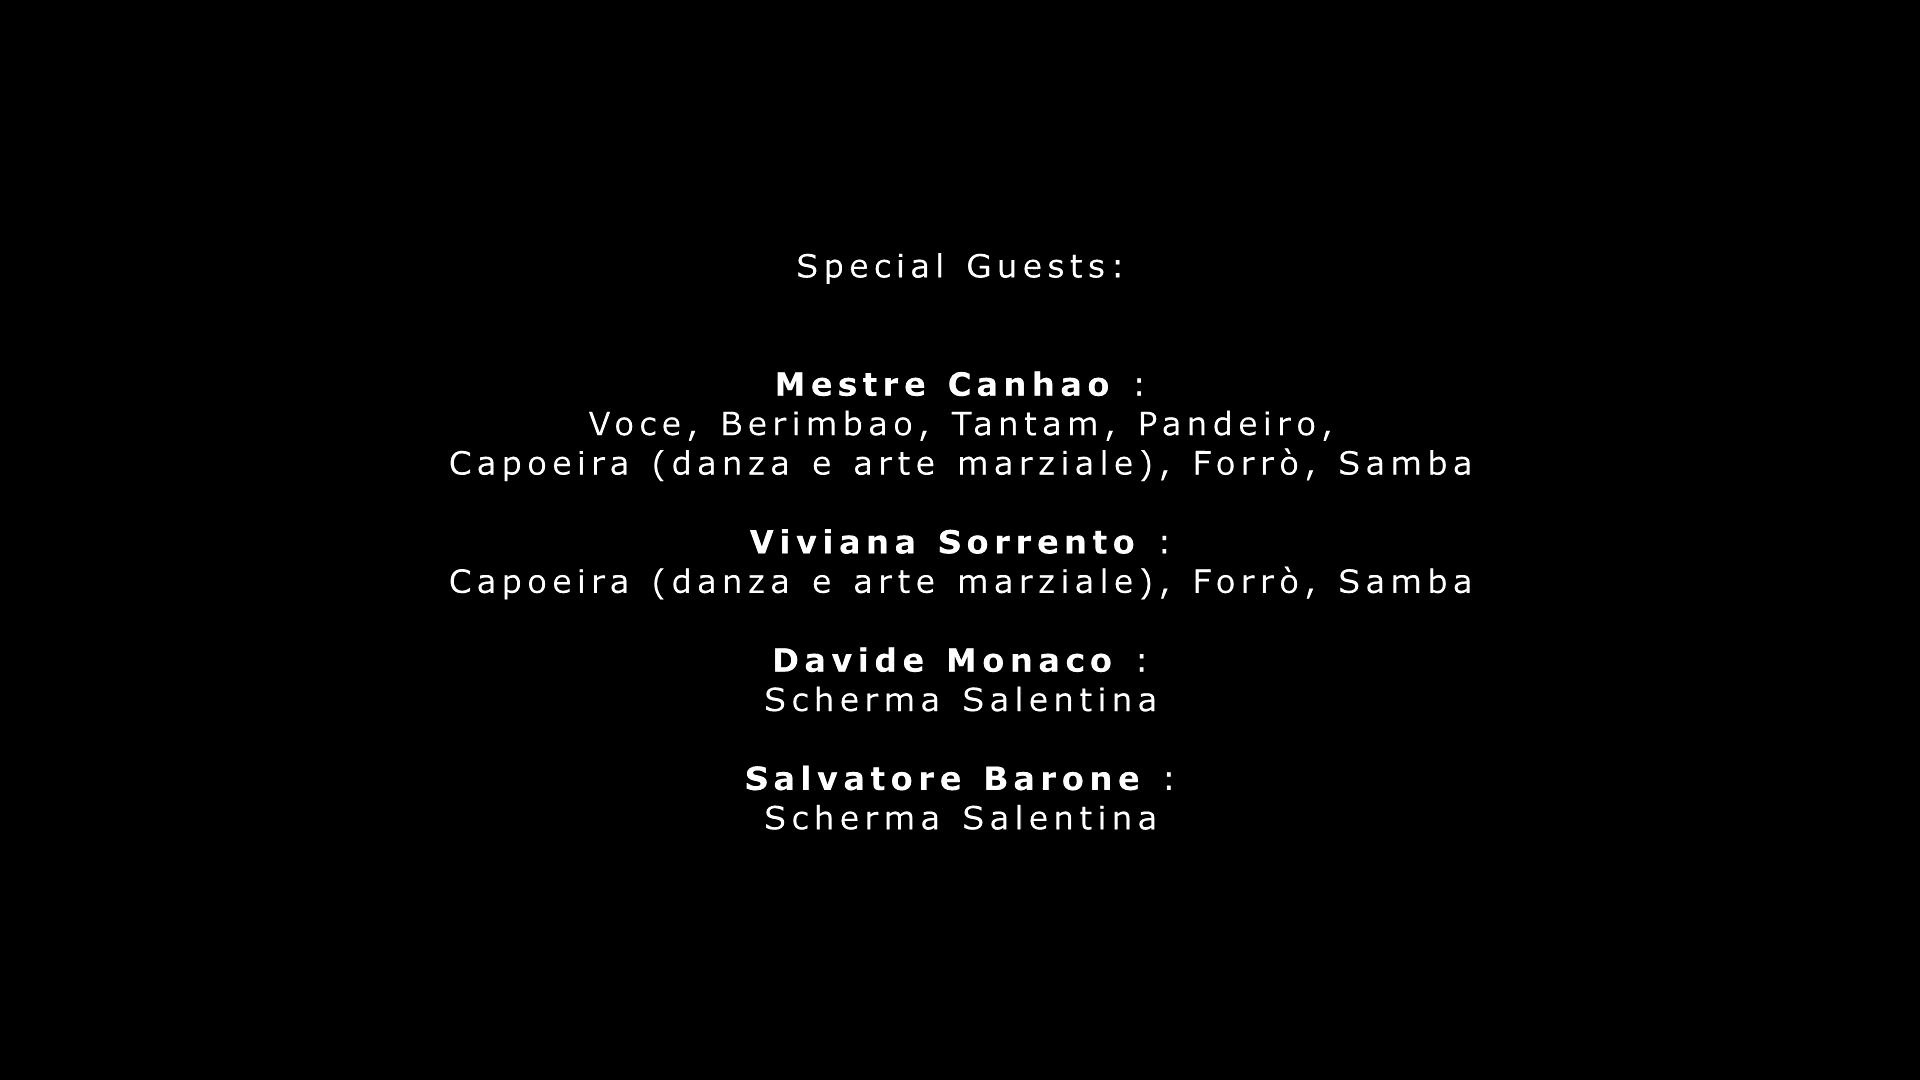 Special Guests:
Mestre Canhao :
Voce, Berimbao, Tantam, Pandeiro,
Capoeira (danza e arte marziale), Forrò, Samba
Viviana Sorrento :
Capoeira (danza e arte marziale), Forrò, Samba
Davide Monaco :
Scherma Salentina
Salvatore Barone :
Scherma Salentina